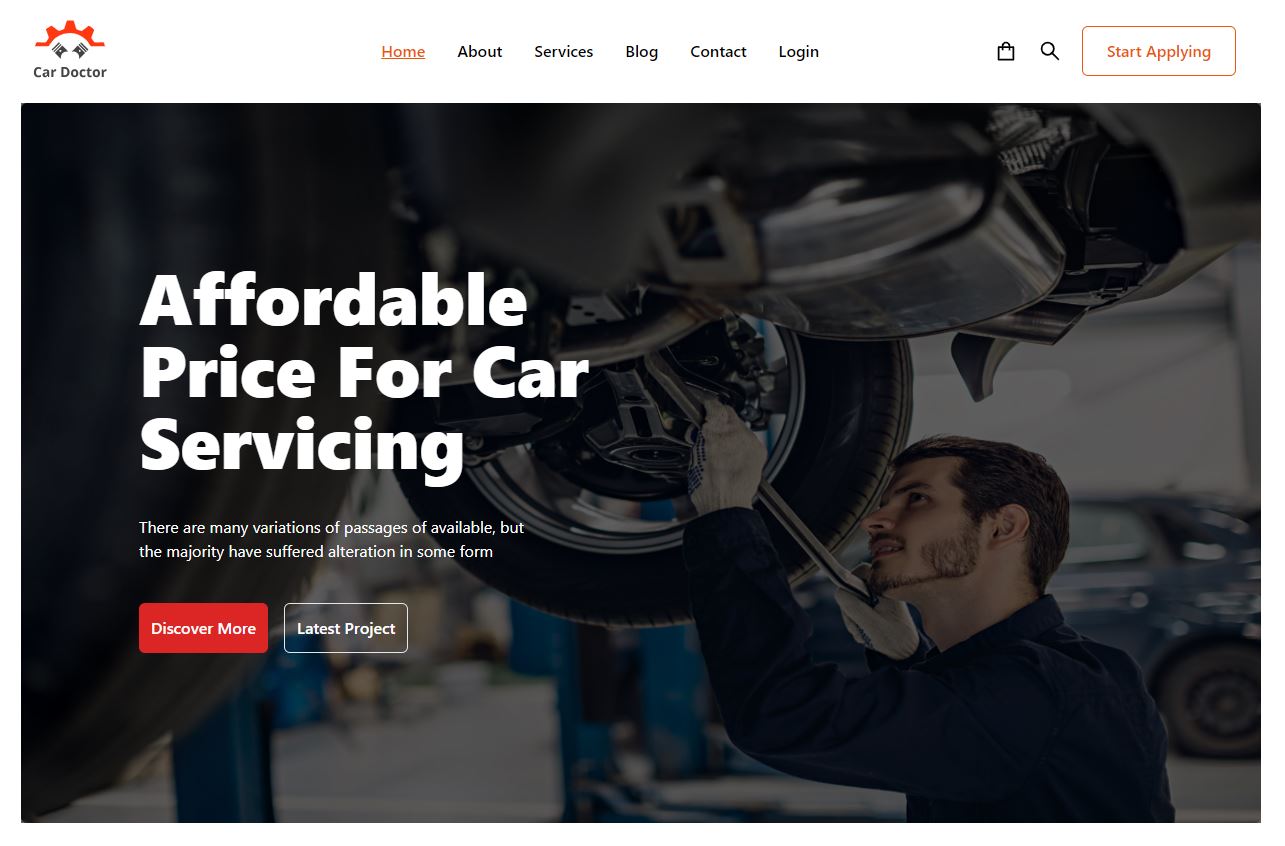 Car Doctor
Home About Services Blog Contact Login
Start Applying
Affordable
Price For Car
Servicing
There are many variations of passages of available, but
the majority have suffered alteration in some form
Discover More Latest Project